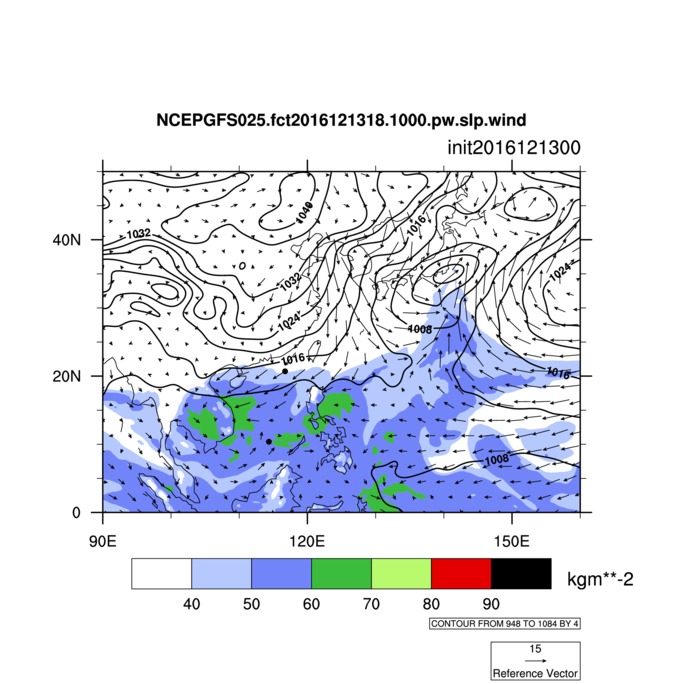 NCEPGFS025.fct2016121318.1000.pw.slp.wind
init2016121300
1040
1032
1016
1032
1024
1024
1008
1016
1016
1008
40N
20N
0
90E 120E 150E
40 50 60 70 80 90
kgm**-2
CONTOUR FROM 948 TO 1084 BY 4
15
Reference Vector